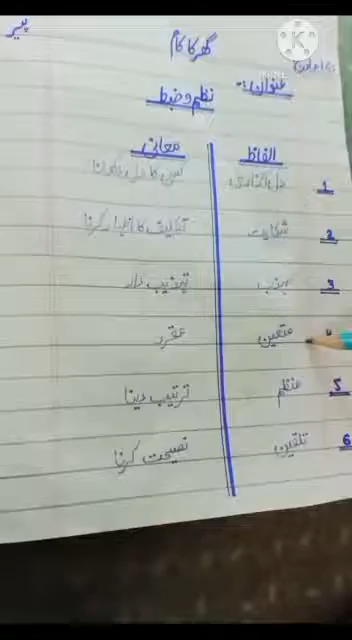 پیر
گھر کا کام
عنوان:-
نظم و ضبط
الفاظ معانی
1 دل آزاری کسی کا دل دکھانا
2 شکایت تکلیف کا اظہار کرنا
3 مہذب تہذیب دار
متعین مقرر
5 منظم ترتیب دینا
6 تلقین نصیحت کرنا